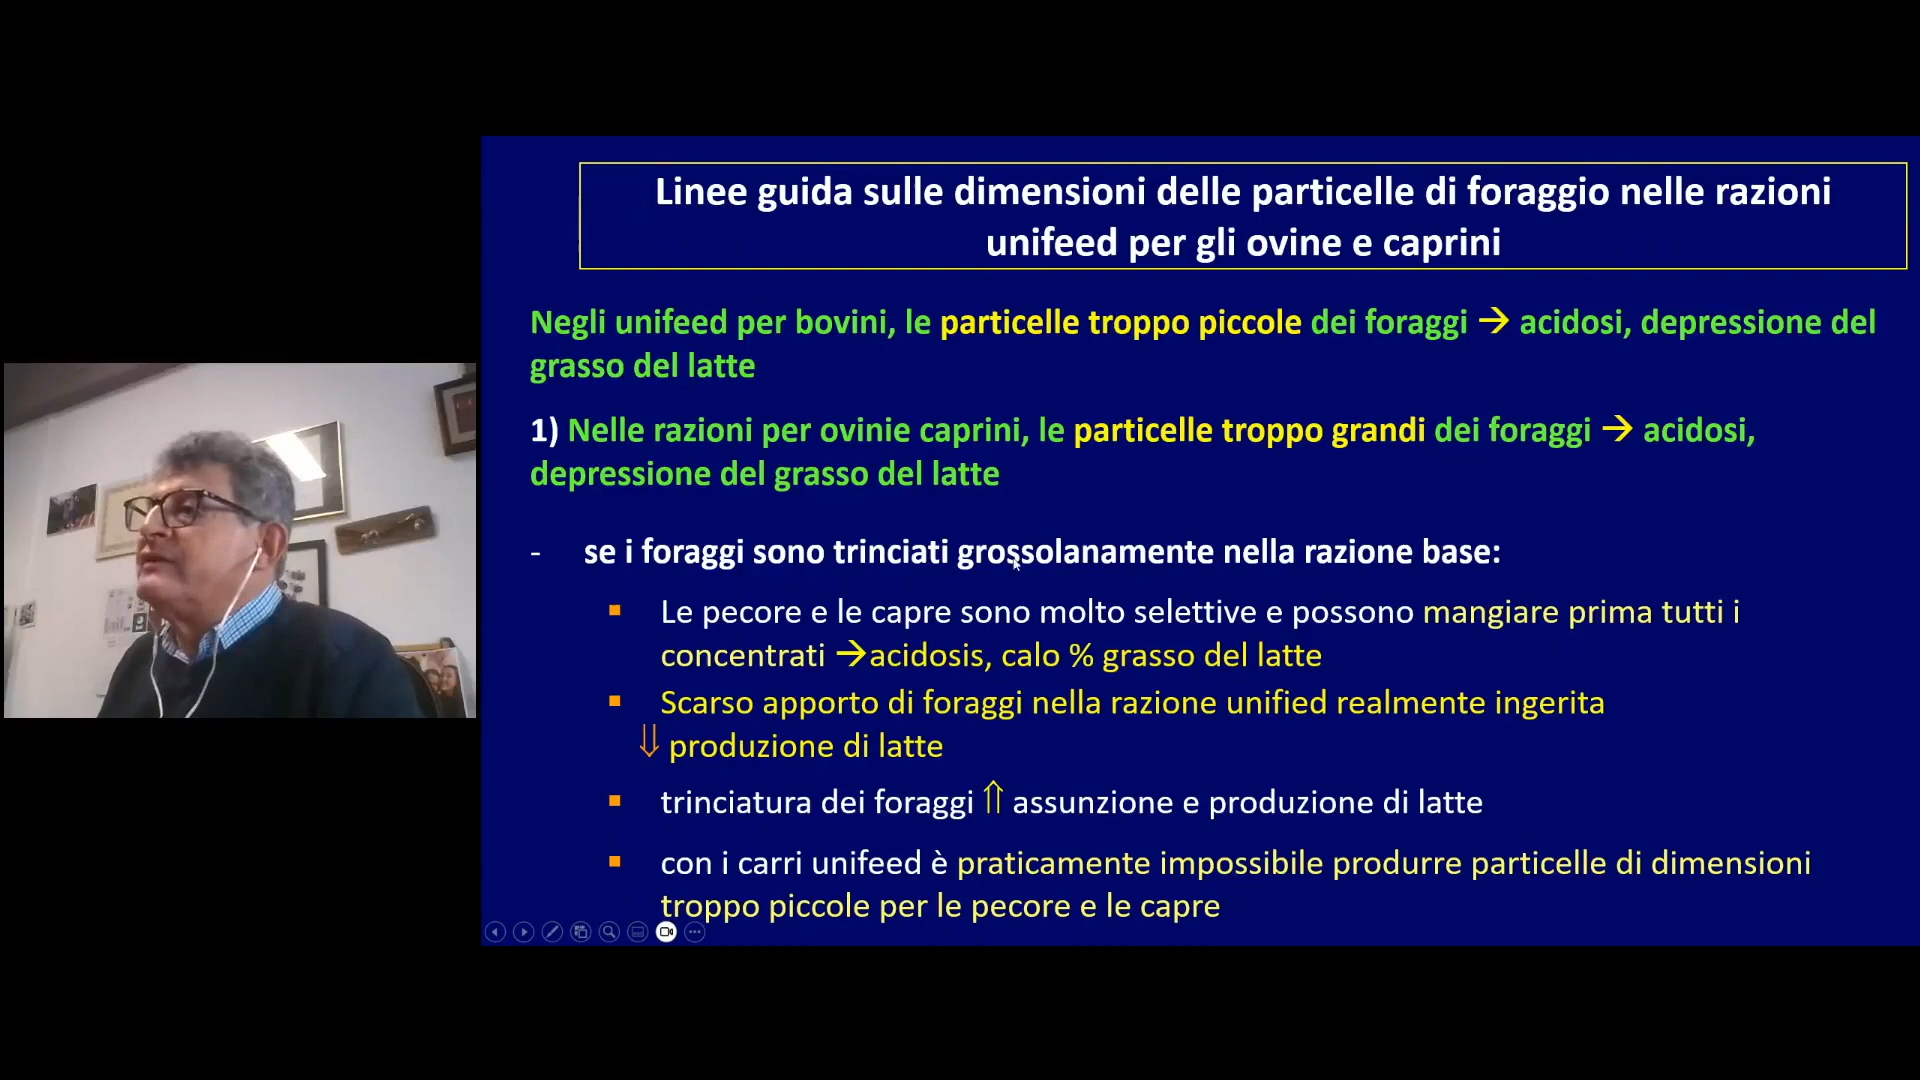 Linee guida sulle dimensioni delle particelle di foraggio nelle razioni
unifeed per gli ovine e caprini
Negli unifeed per bovini, le particelle troppo piccole dei foraggi → acidosi, depressione del
grasso del latte
1) Nelle razioni per ovinie caprini, le particelle troppo grandi dei foraggi → acidosi,
depressione del grasso del latte
- se i foraggi sono trinciati grossolanamente nella razione base:
▪ Le pecore e le capre sono molto selettive e possono mangiare prima tutti i
concentrati →acidosis, calo % grasso del latte
▪ Scarso apporto di foraggi nella razione unified realmente ingerita
⇓ produzione di latte
▪ trinciatura dei foraggi ⇑ assunzione e produzione di latte
▪ con i carri unifeed è praticamente impossibile produrre particelle di dimensioni
troppo piccole per le pecore e le capre